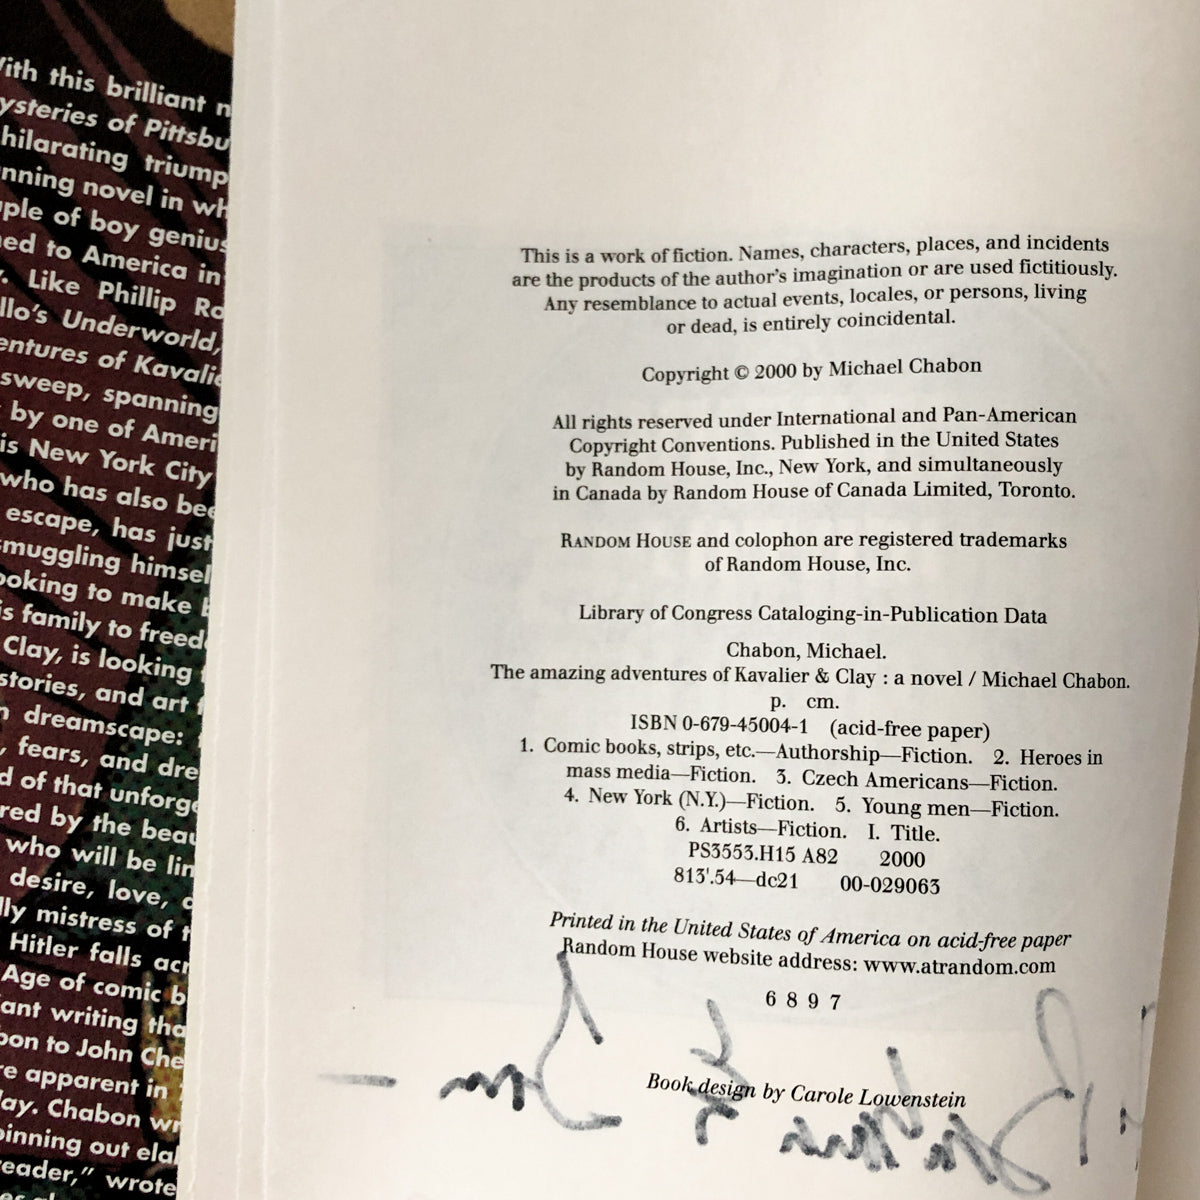 ith this brilliant
ysteries of Pittsbu
hilarating triump
nning novel in wh
ple of boy genius
ed to America in
. Like Phillip Ro
llo's Underworld,
entures of Kavalie
sweep, spanning
by one of Ameri
is New York City
who has also bee
escape, has just
muggling himsel
ooking to make
is family to freed
Clay, is looking
stories, and art
dreamscape:
, fears, and dre
d of that unforge
red by the beau
who will be lin
desire, love,
lly mistress of t
Hitler falls acr
Age of comic b
ant writing tha
bon to John Che
re apparent in
lay. Chabon wr
pinning out elab
reader," wrote
This is a work of fiction. Names, characters, places, and incidents
are the products of the author's imagination or are used fictitiously.
Any resemblance to actual events, locales, or persons, living
or dead, is entirely coincidental.
Copyright © 2000 by Michael Chabon
All rights reserved under International and Pan-American
Copyright Conventions. Published in the United States
by Random House, Inc., New York, and simultaneously
in Canada by Random House of Canada Limited, Toronto.
RANDOM HOUSE and colophon are registered trademarks
of Random House, Inc.
Library of Congress Cataloging-in-Publication Data
Chabon, Michael.
The amazing adventures of Kavalier & Clay : a novel / Michael Chabon.
p. cm.
ISBN 0-679-45004-1 (acid-free paper)
1. Comic books, strips, etc.—Authorship—Fiction. 2. Heroes in
mass media—Fiction. 3. Czech Americans—Fiction.
4. New York (N.Y.)—Fiction. 5. Young men—Fiction.
6. Artists—Fiction. I. Title.
PS3553.H15 A82 2000
813'.54—dc21 00-029063
Printed in the United States of America on acid-free paper
Random House website address: www.atrandom.com
6 8 9 7
Book design by Carole Lowenstein